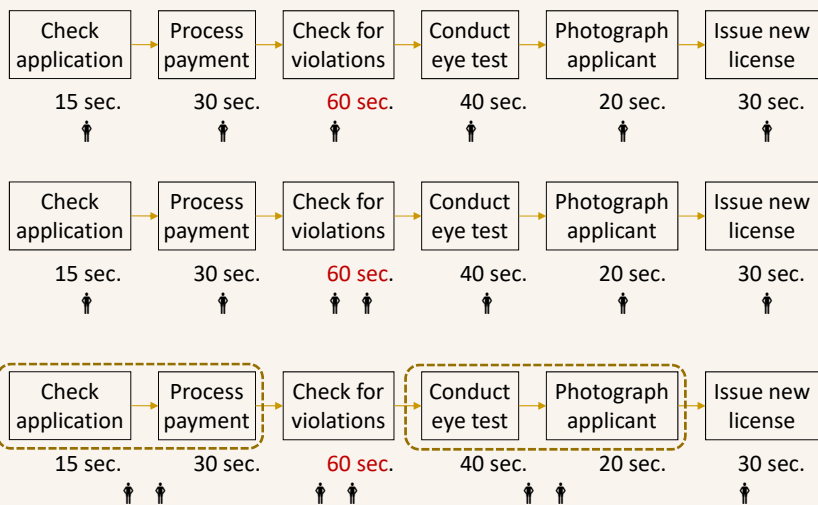 Check Process Check for Conduct Photograph Issue new
application payment violations eye test applicant license
15 sec. 30 sec. 60 sec. 40 sec. 20 sec. 30 sec.
Check Process Check for Conduct Photograph Issue new
application payment violations eye test applicant license
15 sec. 30 sec. 60 sec. 40 sec. 20 sec. 30 sec.
Check Process Check for Conduct Photograph Issue new
application payment violations eye test applicant license
15 sec. 30 sec. 60 sec. 40 sec. 20 sec. 30 sec.